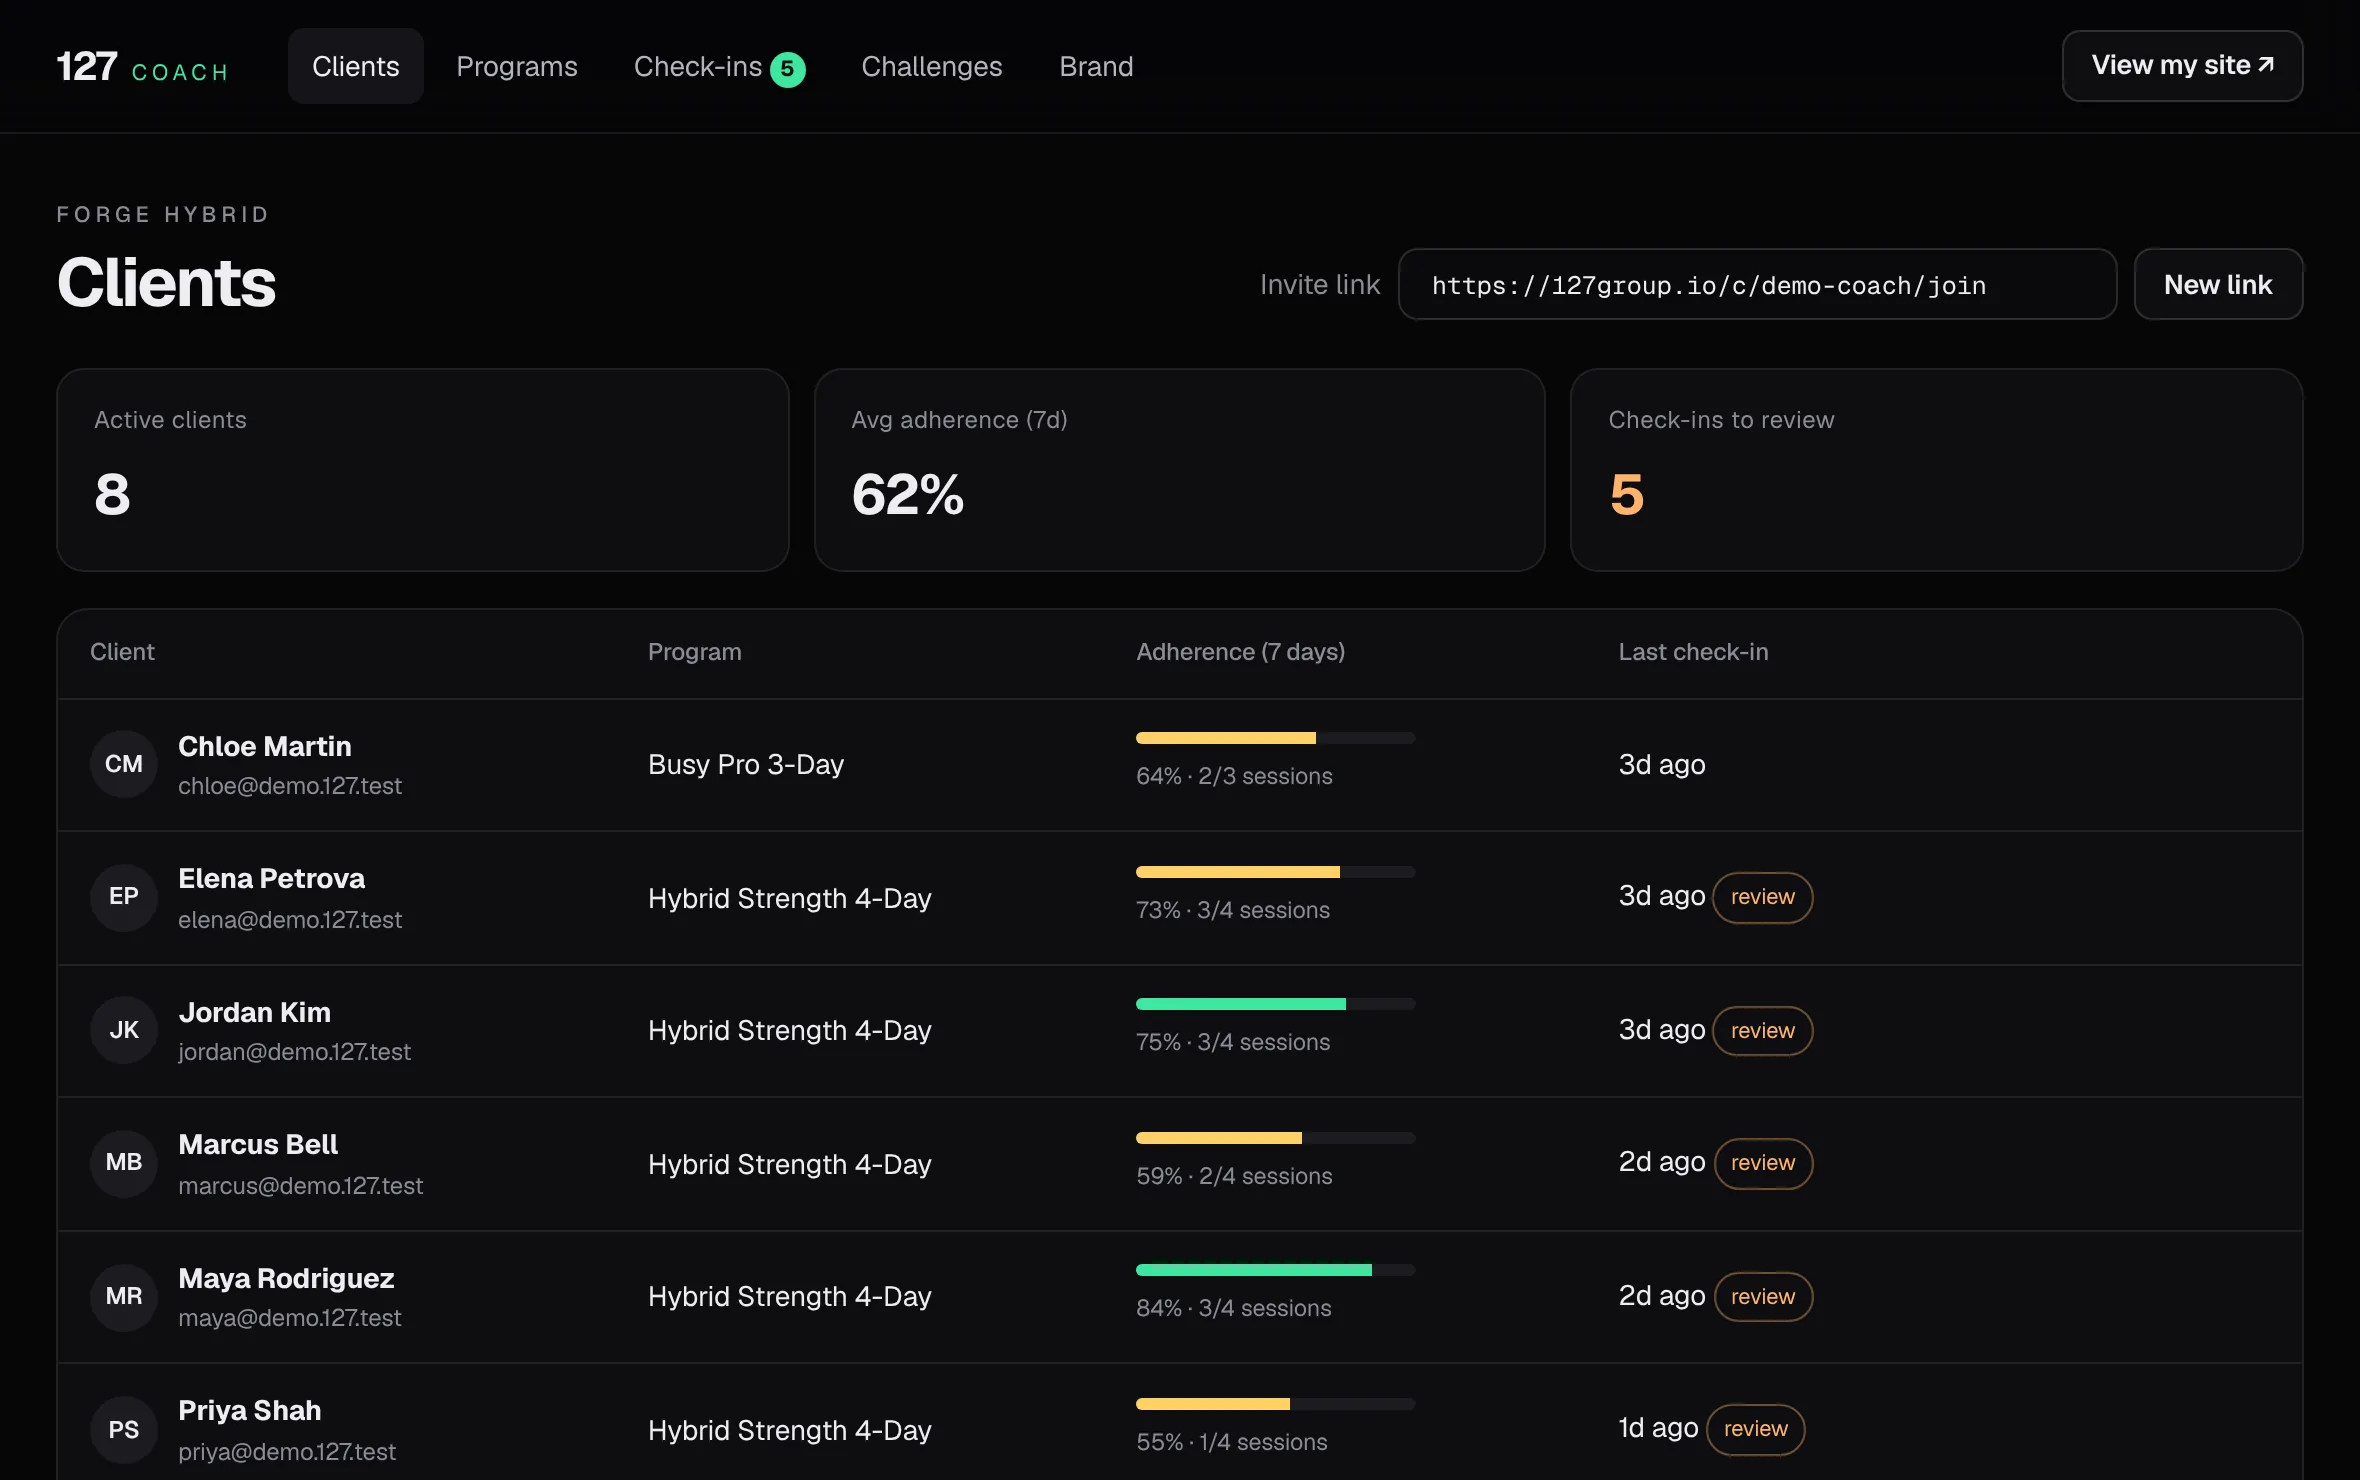 127 COACH
Clients
Programs
Check-ins 5
Challenges
Brand
View my site ↗
FORGE HYBRID
Clients
Invite link
https://127group.io/c/demo-coach/join
New link
Active clients
8
Avg adherence (7d)
62%
Check-ins to review
5
Client
Program
Adherence (7 days)
Last check-in
CM
Chloe Martin
chloe@demo.127.test
Busy Pro 3-Day
64% · 2/3 sessions
3d ago
EP
Elena Petrova
elena@demo.127.test
Hybrid Strength 4-Day
73% · 3/4 sessions
3d ago review
JK
Jordan Kim
jordan@demo.127.test
Hybrid Strength 4-Day
75% · 3/4 sessions
3d ago review
MB
Marcus Bell
marcus@demo.127.test
Hybrid Strength 4-Day
59% · 2/4 sessions
2d ago review
MR
Maya Rodriguez
maya@demo.127.test
Hybrid Strength 4-Day
84% · 3/4 sessions
2d ago review
PS
Priya Shah
priya@demo.127.test
Hybrid Strength 4-Day
55% · 1/4 sessions
1d ago review